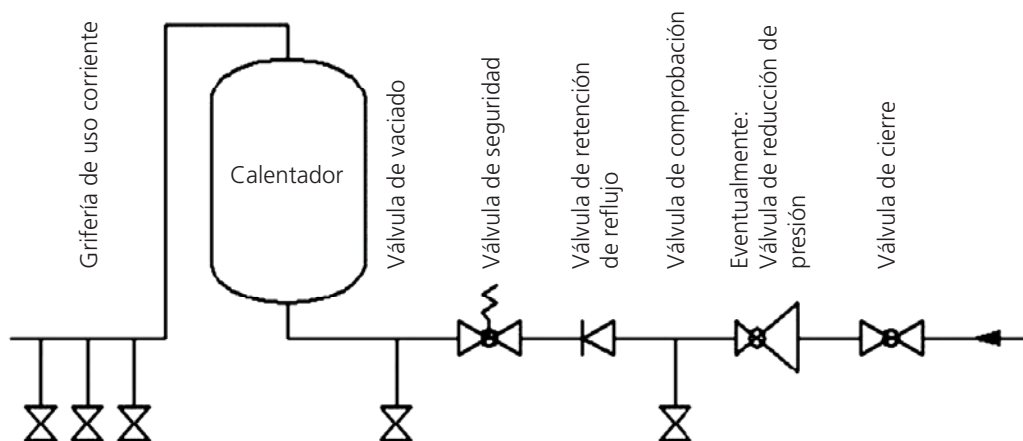 Grifería de uso corriente
Calentador
Válvula de vaciado
Válvula de seguridad
Válvula de retención
de reflujo
Válvula de comprobación
Eventualmente:
Válvula de reducción de
presión
Válvula de cierre